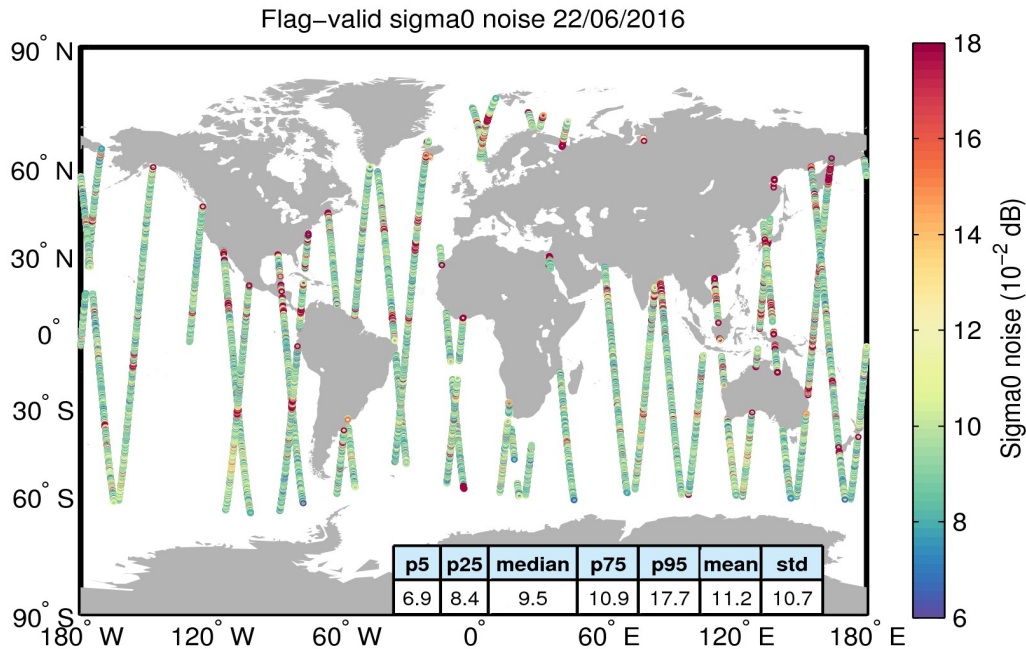 Flag−valid sigma0 noise 22/06/2016
90° N
60° N
30° N
0°
30° S
60° S
90° S
180° W 120° W 60° W 0° 60° E 120° E 180° E
p5 p25 median p75 p95 mean std
6.9 8.4 9.5 10.9 17.7 11.2 10.7
18
16
14
12
10
8
6
Sigma0 noise (10⁻² dB)